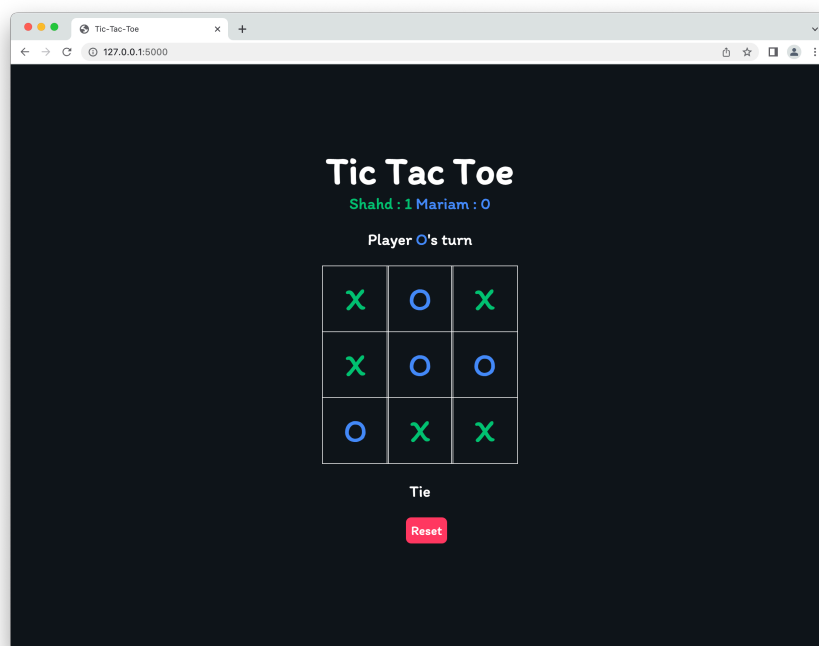 Tic-Tac-Toe
127.0.0.1:5000
Tic Tac Toe
Shahd : 1 Mariam : 0
Player O's turn
X O X
X O O
O X X
Tie
Reset